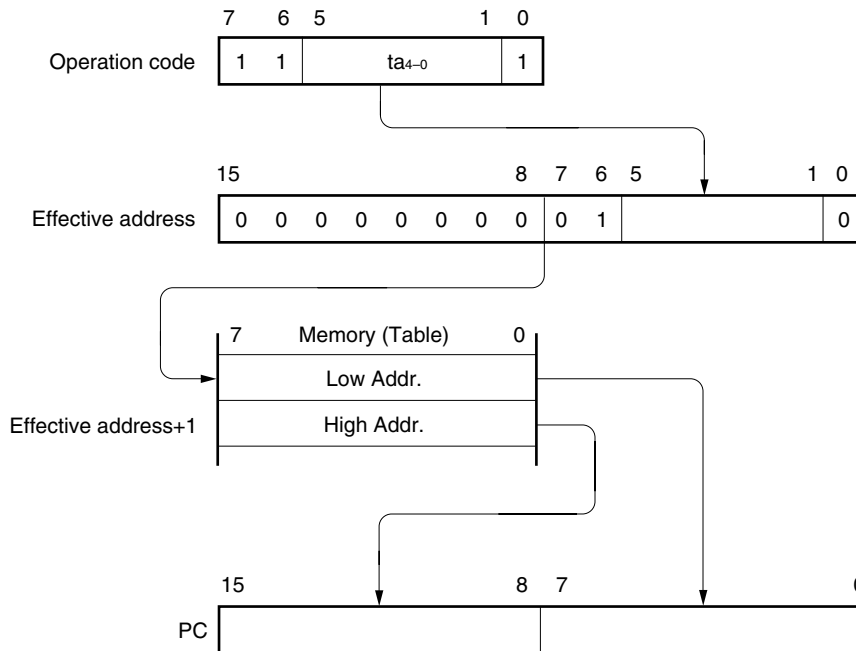 7 6 5 1 0
Operation code 1 1 ta4–0 1
15 8 7 6 5 1 0
Effective address 0 0 0 0 0 0 0 0 0 1 0
7 Memory (Table) 0
Low Addr.
Effective address+1 High Addr.
15 8 7
PC